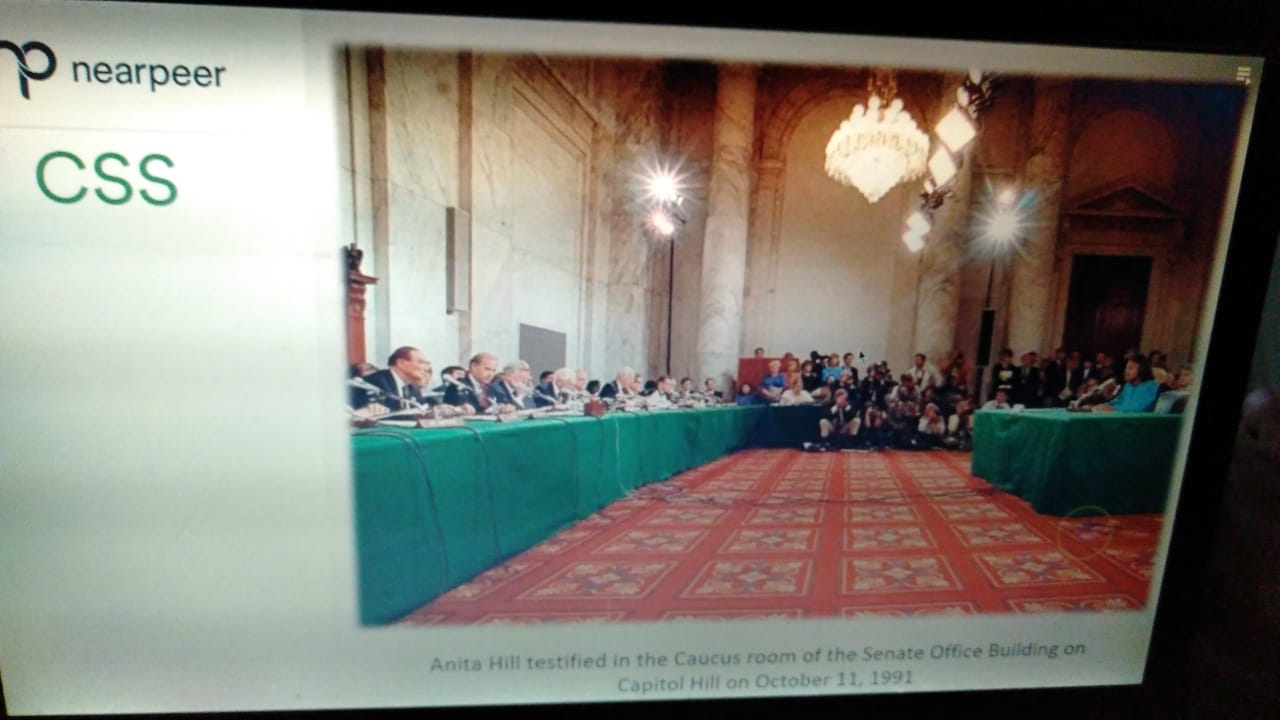 nearpeer
CSS
Anita Hill testified in the Caucus room of the Senate Office Building on
Capitol Hill on October 11, 1991